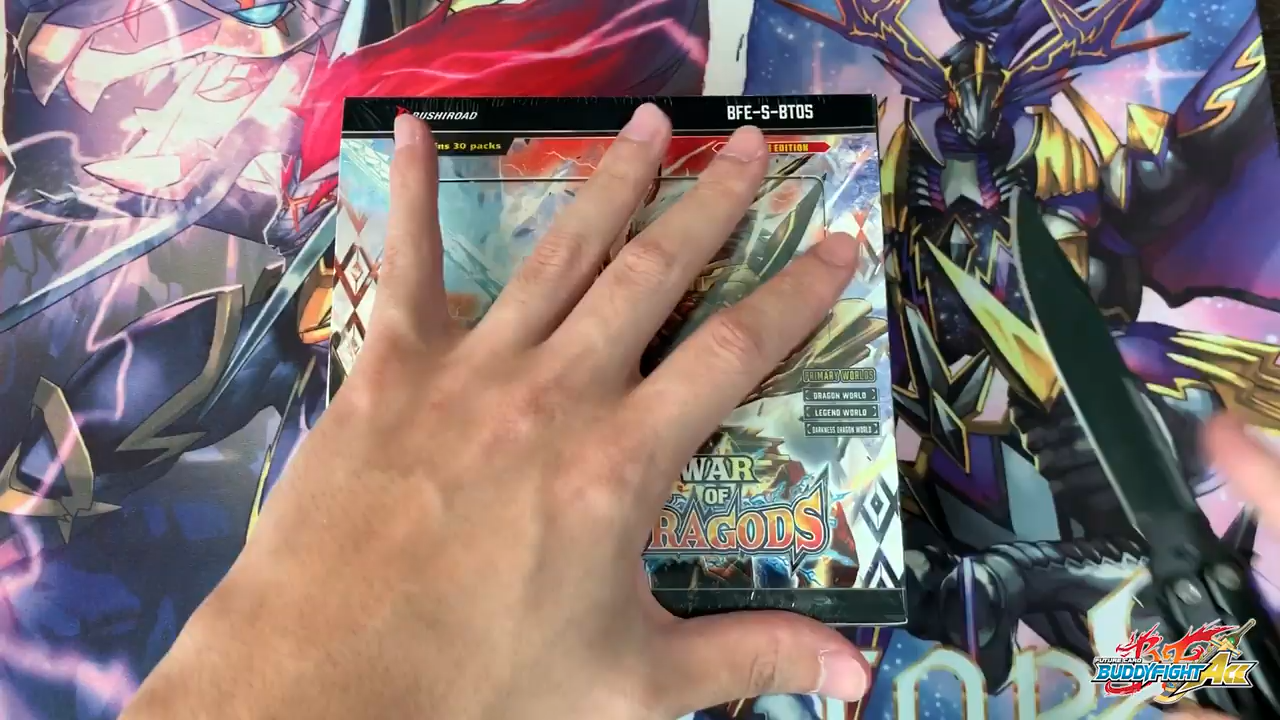 BUSHIROAD
BFE-S-BT05
ns 30 packs
EDITION
PRIMARY WORLDS
DRAGON WORLD
LEGEND WORLD
DARKNESS DRAGON WORLD
WAR
OF
RAGODS
FUTURE CARD
BUDDYFIGHT Ace